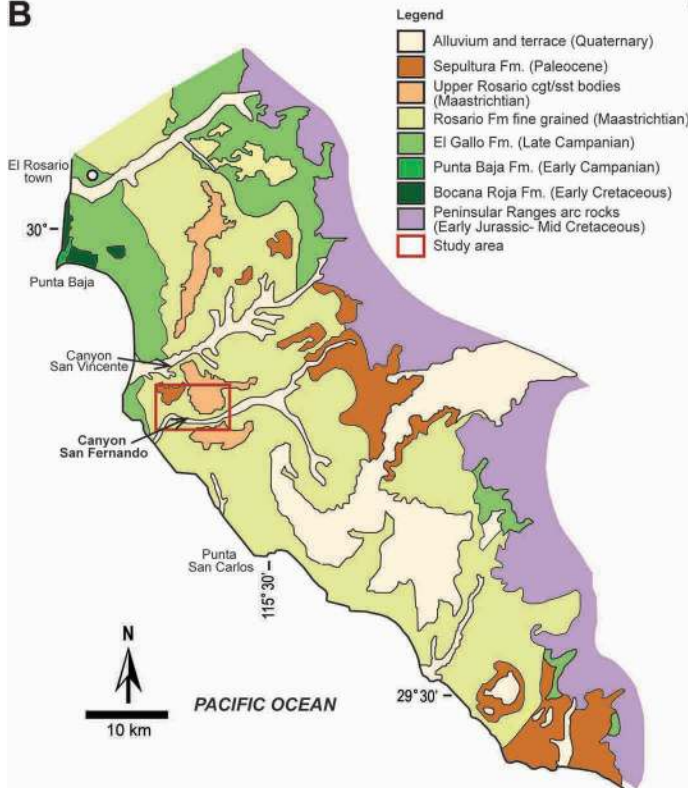 B
Legend
Alluvium and terrace (Quaternary)
Sepultura Fm. (Paleocene)
Upper Rosario cgt/sst bodies
(Maastrichtian)
Rosario Fm fine grained (Maastrichtian)
El Gallo Fm. (Late Campanian)
Punta Baja Fm. (Early Campanian)
Bocana Roja Fm. (Early Cretaceous)
Peninsular Ranges arc rocks
(Early Jurassic- Mid Cretaceous)
Study area
El Rosario
town
30°
Punta Baja
Canyon
San Vincente
Canyon
San Fernando
Punta
San Carlos
115° 30'
N
10 km
PACIFIC OCEAN
29° 30'